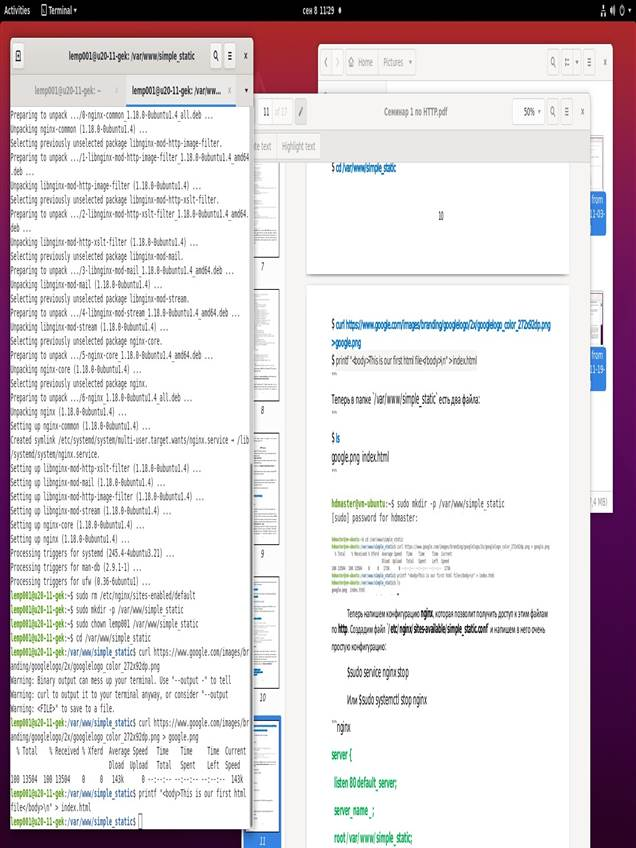 Activities
Terminal
сен 8 11:29
lemp001@u20-11-gek: /var/www/simple_static
lemp001@u20-11-gek: ~
lemp001@u20-11-gek: /var/w...
Preparing to unpack .../0-nginx-common_1.18.0-0ubuntu1.4_all.deb ...
Unpacking nginx-common (1.18.0-0ubuntu1.4) ...
Selecting previously unselected package libnginx-mod-http-image-filter.
Preparing to unpack .../1-libnginx-mod-http-image-filter_1.18.0-0ubuntu1.4_amd64
.deb ...
Unpacking libnginx-mod-http-image-filter (1.18.0-0ubuntu1.4) ...
Selecting previously unselected package libnginx-mod-http-xslt-filter.
Preparing to unpack .../2-libnginx-mod-http-xslt-filter_1.18.0-0ubuntu1.4_amd64.
deb ...
Unpacking libnginx-mod-http-xslt-filter (1.18.0-0ubuntu1.4) ...
Selecting previously unselected package libnginx-mod-mail.
Preparing to unpack .../3-libnginx-mod-mail_1.18.0-0ubuntu1.4_amd64.deb ...
Unpacking libnginx-mod-mail (1.18.0-0ubuntu1.4) ...
Selecting previously unselected package libnginx-mod-stream.
Preparing to unpack .../4-libnginx-mod-stream_1.18.0-0ubuntu1.4_amd64.deb ...
Unpacking libnginx-mod-stream (1.18.0-0ubuntu1.4) ...
Selecting previously unselected package nginx-core.
Preparing to unpack .../5-nginx-core_1.18.0-0ubuntu1.4_amd64.deb ...
Unpacking nginx-core (1.18.0-0ubuntu1.4) ...
Selecting previously unselected package nginx.
Preparing to unpack .../6-nginx_1.18.0-0ubuntu1.4_all.deb ...
Unpacking nginx (1.18.0-0ubuntu1.4) ...
Setting up nginx-common (1.18.0-0ubuntu1.4) ...
Created symlink /etc/systemd/system/multi-user.target.wants/nginx.service → /lib
/systemd/system/nginx.service.
Setting up libnginx-mod-http-xslt-filter (1.18.0-0ubuntu1.4) ...
Setting up libnginx-mod-mail (1.18.0-0ubuntu1.4) ...
Setting up libnginx-mod-http-image-filter (1.18.0-0ubuntu1.4) ...
Setting up libnginx-mod-stream (1.18.0-0ubuntu1.4) ...
Setting up nginx-core (1.18.0-0ubuntu1.4) ...
Setting up nginx (1.18.0-0ubuntu1.4) ...
Processing triggers for systemd (245.4-4ubuntu3.21) ...
Processing triggers for man-db (2.9.1-1) ...
Processing triggers for ufw (0.36-6ubuntu1) ...
lemp001@u20-11-gek:~$ sudo rm /etc/nginx/sites-enabled/default
lemp001@u20-11-gek:~$ sudo mkdir -p /var/www/simple_static
lemp001@u20-11-gek:~$ sudo chown lemp001 /var/www/simple_static
lemp001@u20-11-gek:~$ cd /var/www/simple_static
lemp001@u20-11-gek:/var/www/simple_static$ curl https://www.google.com/images/br
anding/googlelogo/2x/googlelogo_color_272x92dp.png
Warning: Binary output can mess up your terminal. Use "--output -" to tell
Warning: curl to output it to your terminal anyway, or consider "--output
Warning: <FILE>" to save to a file.
lemp001@u20-11-gek:/var/www/simple_static$ curl https://www.google.com/images/br
anding/googlelogo/2x/googlelogo_color_272x92dp.png > google.png
% Total % Received % Xferd Average Speed Time Time Time Current
Dload Upload Total Spent Left Speed
100 13504 100 13504 0 0 143k 0 --:--:-- --:--:-- --:--:-- 143k
lemp001@u20-11-gek:/var/www/simple_static$ printf "<body>This is our first html
file</body>\n" > index.html
lemp001@u20-11-gek:/var/www/simple_static$
Home
Pictures
11 of 17
Семинар 1 по HTTP.pdf
50%
te text
Highlight text
7
8
9
10
11
$ cd /var/www/simple_static
10
$ curl https://www.google.com/images/branding/googlelogo/2x/googlelogo_color_272x92dp.png
>google.png
$ printf "<body>This is our first html file<body>\n" > index.html
```
Теперь в папке `/var/www/simple_static` есть два файла:
```
$ ls
google.png index.html
```
hdmaster@vm-ubuntu:~$ sudo mkdir -p /var/www/simple_static
[sudo] password for hdmaster:
Теперь напишем конфигурацию nginx, которая позволит получить доступ к этим файлам
по http. Создадим файл `/etc/nginx/sites-available/simple_static.conf` и напишем в него очень
простую конфигурацию:
$sudo service nginx stop
Или $sudo systemctl stop nginx
```nginx
server {
listen 80 default_server;
server_name _;
root /var/www/simple_static;
from
11-03-
from
11-19-